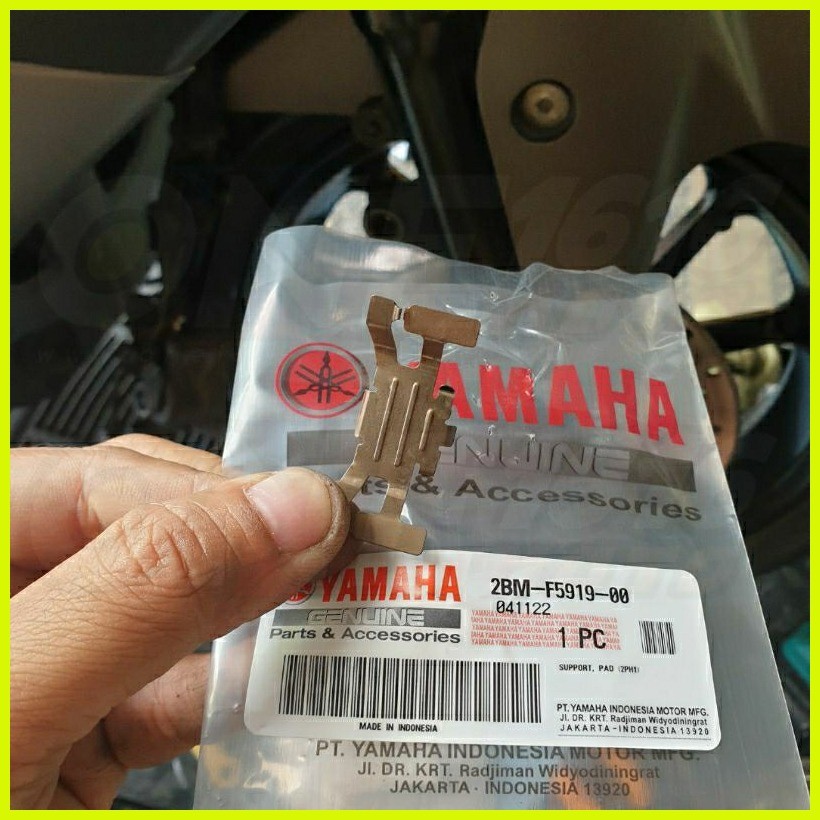 YAMAHA
GENUINE
Parts & Accessories
YAMAHA
GENUINE
Parts & Accessories
2BM-F5919-00
041122
1 PC
SUPPORT, PAD (2PH1)
MADE IN INDONESIA
PT. YAMAHA INDONESIA MOTOR MFG.
JL. DR. KRT. Radjiman Widyodiningrat
JAKARTA-INDONESIA 13920
PT. YAMAHA INDONESIA MOTOR MFG.
Jl. DR. KRT. Radjiman Widyodiningrat
JAKARTA - INDONESIA 13920